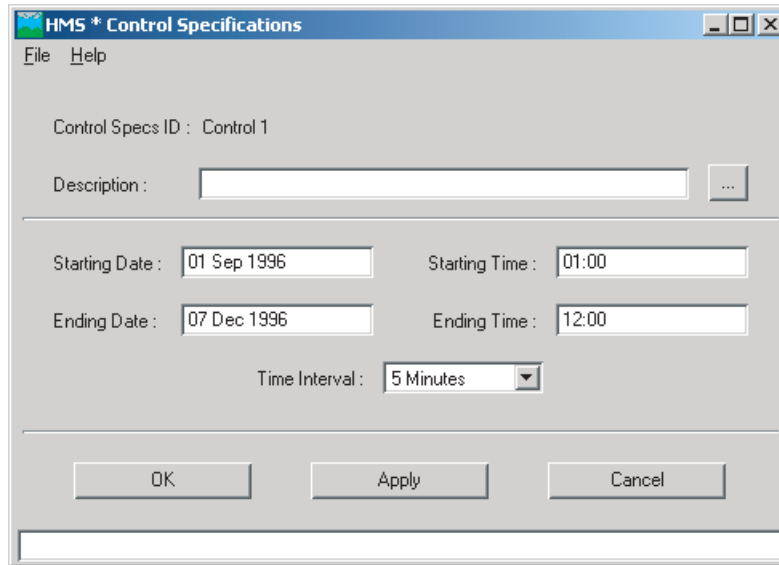 HMS * Control Specifications
File Help
Control Specs ID : Control 1
Description : ...
Starting Date : 01 Sep 1996 Starting Time : 01:00
Ending Date : 07 Dec 1996 Ending Time : 12:00
Time Interval : 5 Minutes
OK Apply Cancel